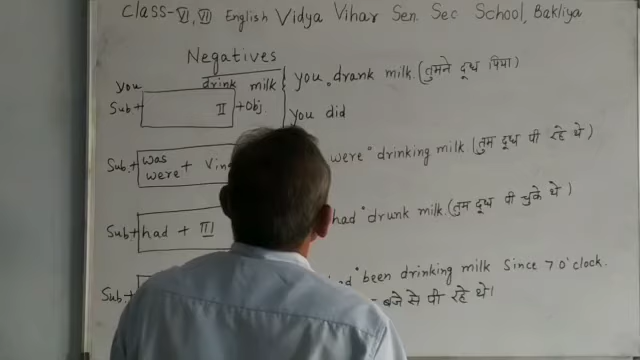 Class-VI, VII English Vidya Vihar Sen. Sec School, Bakliya
Negatives
you drink milk
Sub+ II +Obj.
you drank milk. (तुमने दूध पिया)
you did
Sub.+ was were + Ving
were drinking milk (तुम दूध पी रहे थे)
Sub+ had + III
had drunk milk. (तुम दूध पी चुके थे)
Sub+
been drinking milk Since 7 o'clock.
बजे से पी रहे थे।